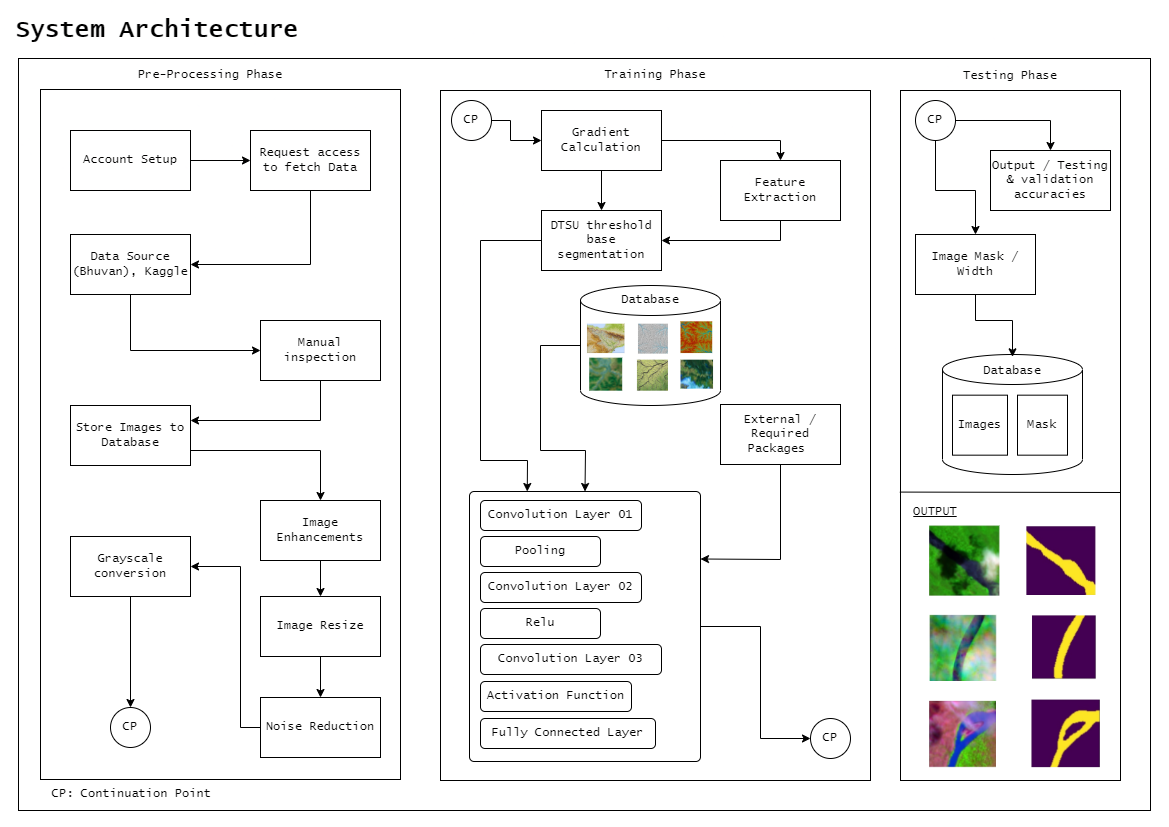 System Architecture
Pre-Processing Phase
Account Setup
Request access
to fetch Data
Data Source
(Bhuvan), Kaggle
Manual
inspection
Store Images to
Database
Image
Enhancements
Grayscale
conversion
Image Resize
Noise Reduction
CP
CP: Continuation Point
Training Phase
CP
Gradient
Calculation
Feature
Extraction
DTSU threshold
base
segmentation
Database
External /
Required
Packages
Convolution Layer 01
Pooling
Convolution Layer 02
Relu
Convolution Layer 03
Activation Function
Fully Connected Layer
CP
Testing Phase
CP
Output / Testing
& validation
accuracies
Image Mask /
Width
Database
Images
Mask
OUTPUT